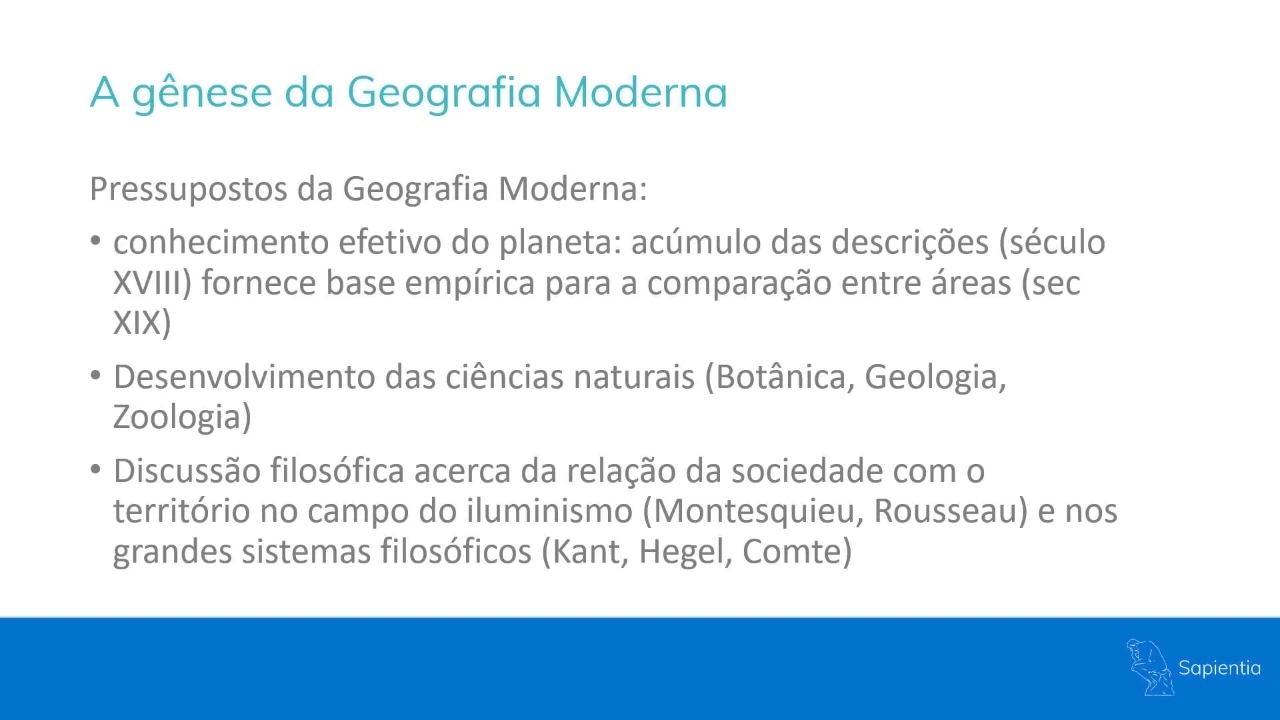 A gênese da Geografia Moderna
Pressupostos da Geografia Moderna:
• conhecimento efetivo do planeta: acúmulo das descrições (século
XVIII) fornece base empírica para a comparação entre áreas (sec
XIX)
• Desenvolvimento das ciências naturais (Botânica, Geologia,
Zoologia)
• Discussão filosófica acerca da relação da sociedade com o
território no campo do iluminismo (Montesquieu, Rousseau) e nos
grandes sistemas filosóficos (Kant, Hegel, Comte)
Sapientia